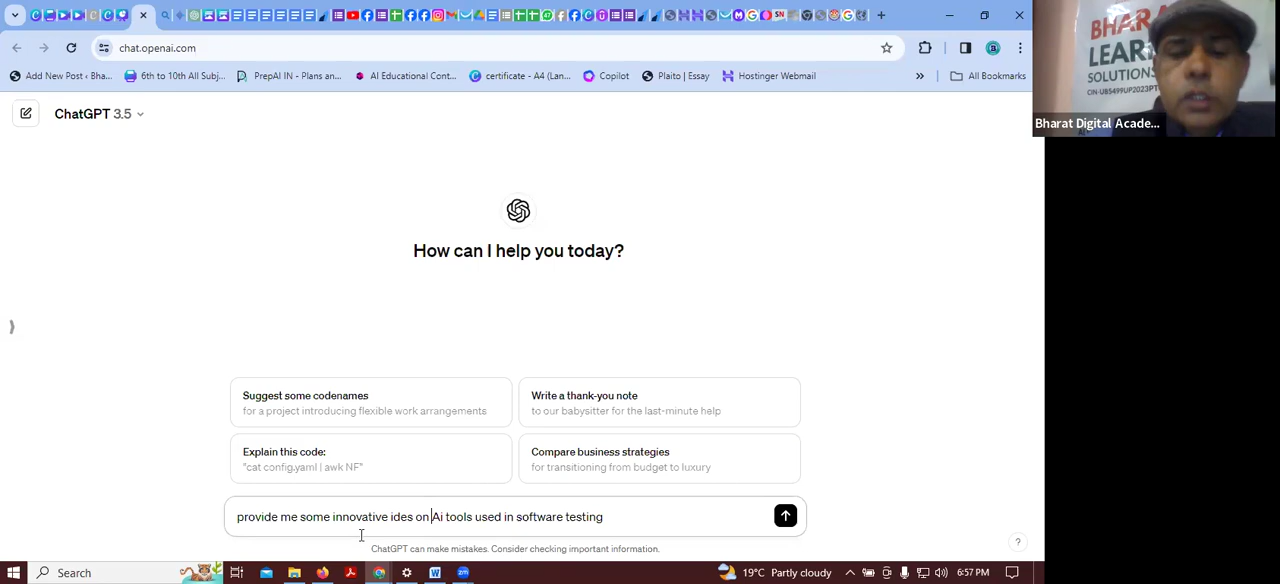 chat.openai.com
Add New Post ‹ Bha...
6th to 10th All Subj...
PrepAI IN - Plans an...
AI Educational Cont...
certificate - A4 (Lan...
Copilot
Plaito | Essay
Hostinger Webmail
»
All Bookmarks
BHARA
LEAR
SOLUTIONS
Bharat Digital Acade...
ChatGPT 3.5
How can I help you today?
Suggest some codenames
for a project introducing flexible work arrangements
Write a thank-you note
to our babysitter for the last-minute help
Explain this code:
"cat config.yaml | awk NF"
Compare business strategies
for transitioning from budget to luxury
provide me some innovative ides on Ai tools used in software testing
ChatGPT can make mistakes. Consider checking important information.
?
Search
19°C Partly cloudy
6:57 PM